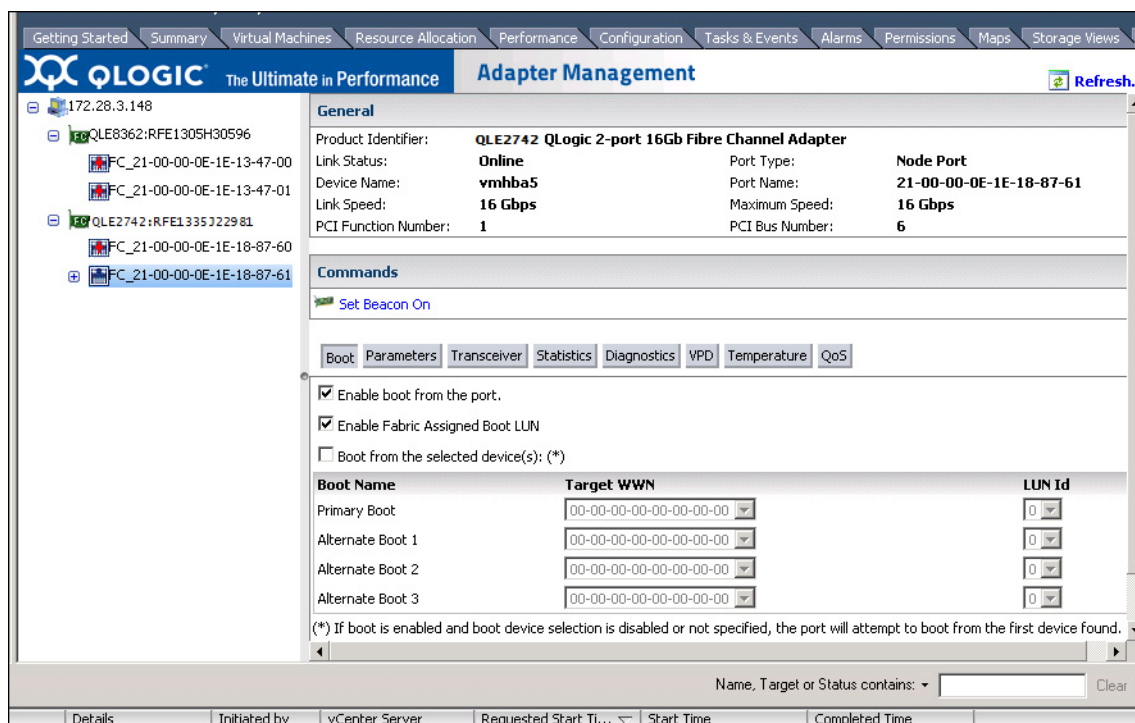 Getting Started Summary Virtual Machines Resource Allocation Performance Configuration Tasks & Events Alarms Permissions Maps Storage Views
QLOGIC The Ultimate in Performance Adapter Management Refresh.
172.28.3.148
QLE8362:RFE1305H30596
FC_21-00-00-0E-1E-13-47-00
FC_21-00-00-0E-1E-13-47-01
QLE2742:RFE1335J22981
FC_21-00-00-0E-1E-18-87-60
FC_21-00-00-0E-1E-18-87-61
General
Product Identifier: QLE2742 QLogic 2-port 16Gb Fibre Channel Adapter
Link Status: Online Port Type: Node Port
Device Name: vmhba5 Port Name: 21-00-00-0E-1E-18-87-61
Link Speed: 16 Gbps Maximum Speed: 16 Gbps
PCI Function Number: 1 PCI Bus Number: 6
Commands
Set Beacon On
Boot Parameters Transceiver Statistics Diagnostics VPD Temperature QoS
Enable boot from the port.
Enable Fabric Assigned Boot LUN
Boot from the selected device(s): (*)
Boot Name Target WWN LUN Id
Primary Boot 00-00-00-00-00-00-00-00 0
Alternate Boot 1 00-00-00-00-00-00-00-00 0
Alternate Boot 2 00-00-00-00-00-00-00-00 0
Alternate Boot 3 00-00-00-00-00-00-00-00 0
(*) If boot is enabled and boot device selection is disabled or not specified, the port will attempt to boot from the first device found.
Name, Target or Status contains: Clear
Details Initiated by vCenter Server Requested Start Ti... Start Time Completed Time